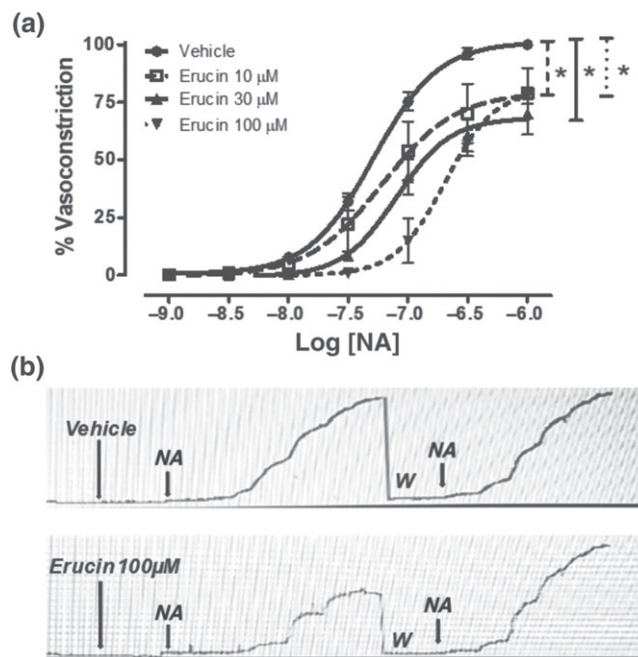 (a)
100
75
50
25
0
% Vasoconstriction
Vehicle
Erucin 10 μM
Erucin 30 μM
Erucin 100 μM
* * *
–9.0 –8.5 –8.0 –7.5 –7.0 –6.5 –6.0
Log [NA]
(b)
Vehicle
NA
W
NA
Erucin 100μM
NA
W
NA